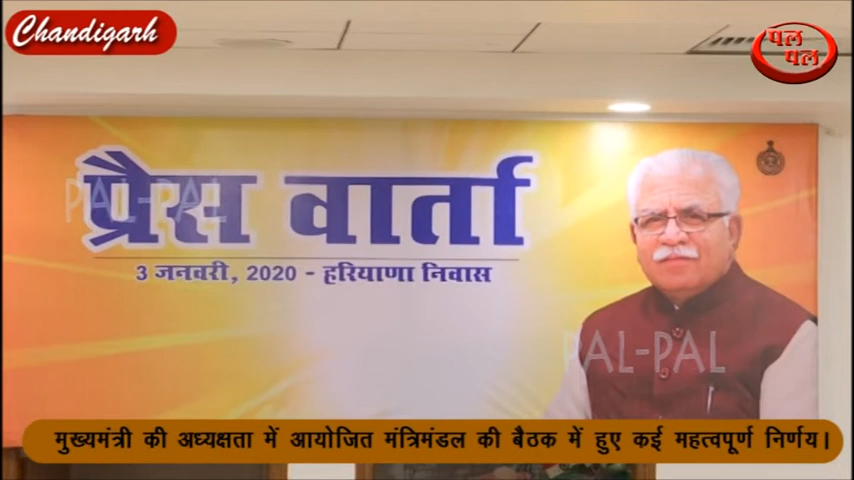 Chandigarh
पल
पल
PAL-PAL
प्रैस वार्ता
3 जनवरी, 2020 - हरियाणा निवास
PAL-PAL
मुख्यमंत्री की अध्यक्षता में आयोजित मंत्रिमंडल की बैठक में हुए कई महत्वपूर्ण निर्णय।